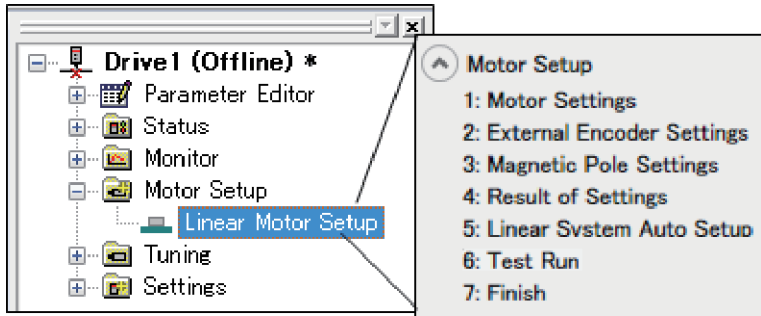 Drive1 (Offline) *
Parameter Editor
Status
Monitor
Motor Setup
Linear Motor Setup
Tuning
Settings
Motor Setup
1: Motor Settings
2: External Encoder Settings
3: Magnetic Pole Settings
4: Result of Settings
5: Linear System Auto Setup
6: Test Run
7: Finish